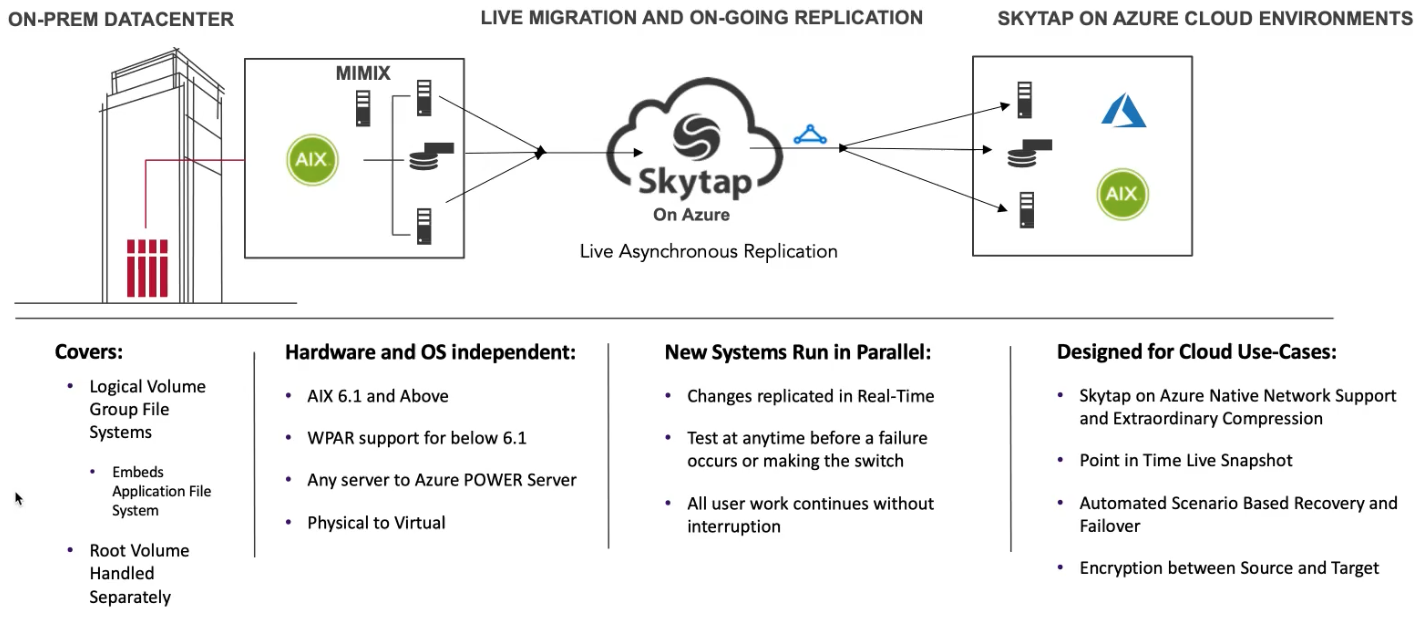 ON-PREM DATACENTER
LIVE MIGRATION AND ON-GOING REPLICATION
SKYTAP ON AZURE CLOUD ENVIRONMENTS
MIMIX
AIX
Skytap
On Azure
Live Asynchronous Replication
AIX
Covers:
• Logical Volume
Group File
Systems
• Embeds
Application File
System
• Root Volume
Handled
Separately
Hardware and OS independent:
• AIX 6.1 and Above
• WPAR support for below 6.1
• Any server to Azure POWER Server
• Physical to Virtual
New Systems Run in Parallel:
• Changes replicated in Real-Time
• Test at anytime before a failure
occurs or making the switch
• All user work continues without
interruption
Designed for Cloud Use-Cases:
• Skytap on Azure Native Network Support
and Extraordinary Compression
• Point in Time Live Snapshot
• Automated Scenario Based Recovery and
Failover
• Encryption between Source and Target